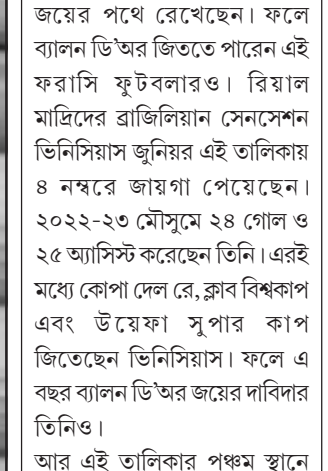 জয়ের পথে রেখেছেন। ফলে
ব্যালন ডি'অর জিততে পারেন এই
ফরাসি ফুটবলারও। রিয়াল
মাদ্রিদের ব্রাজিলিয়ান সেনসেশন
ভিনিসিয়াস জুনিয়র এই তালিকায়
৪ নম্বরে জায়গা পেয়েছেন।
২০২২-২৩ মৌসুমে ২৪ গোল ও
২৫ অ্যাসিস্ট করেছেন তিনি। এরই
মধ্যে কোপা দেল রে, ক্লাব বিশ্বকাপ
এবং উয়েফা সুপার কাপ
জিতেছেন ভিনিসিয়াস। ফলে এ
বছর ব্যালন ডি'অর জয়ের দাবিদার
তিনিও।
আর এই তালিকার পঞ্চম স্থানে